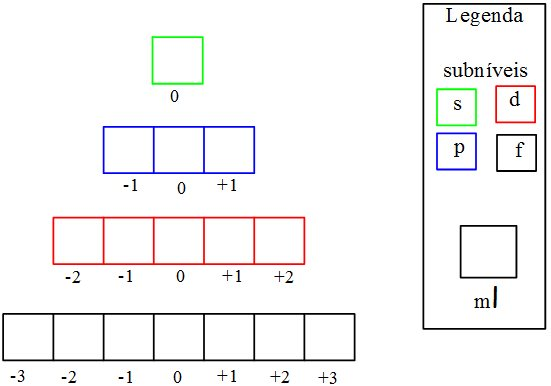 Legenda
subníveis
s d
p f
ml
0
-1 0 +1
-2 -1 0 +1 +2
-3 -2 -1 0 +1 +2 +3